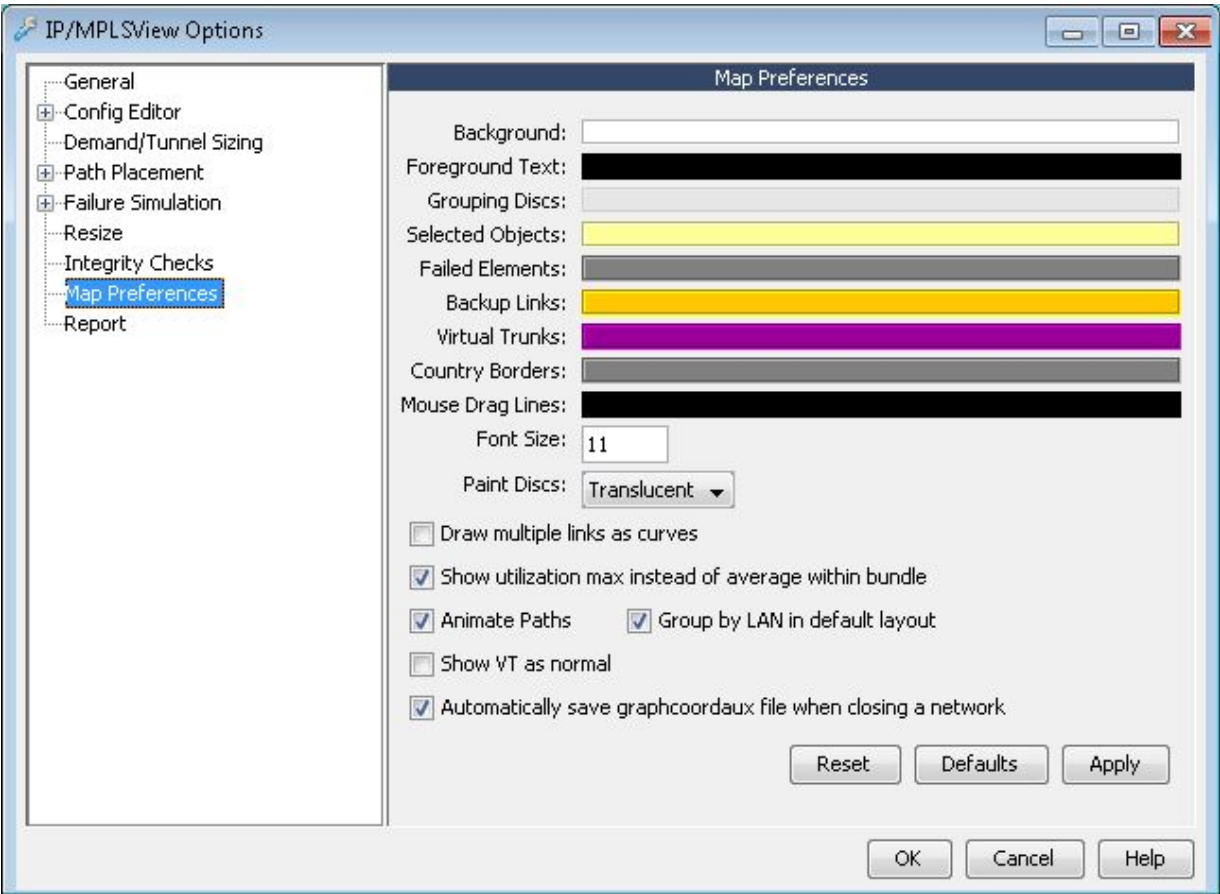 IP/MPLSView Options
General
Config Editor
Demand/Tunnel Sizing
Path Placement
Failure Simulation
Resize
Integrity Checks
Map Preferences
Report
Map Preferences
Background:
Foreground Text:
Grouping Discs:
Selected Objects:
Failed Elements:
Backup Links:
Virtual Trunks:
Country Borders:
Mouse Drag Lines:
Font Size: 11
Paint Discs: Translucent
Draw multiple links as curves
Show utilization max instead of average within bundle
Animate Paths Group by LAN in default layout
Show VT as normal
Automatically save graphcoordaux file when closing a network
Reset Defaults Apply
OK Cancel Help